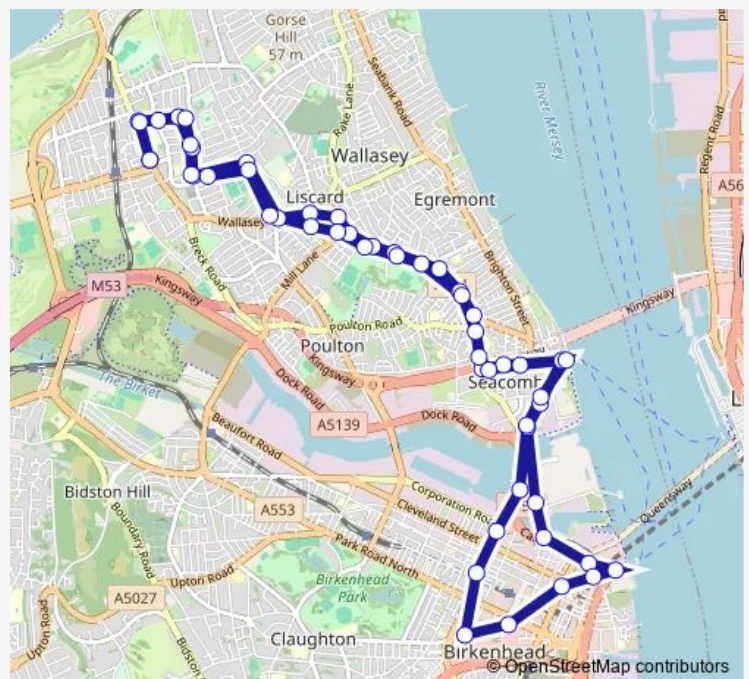 Gorse
Hill
57 m
Seabank Road
Rake Lane
River Mersey
Regent Road
Wallasey
A56
Liscard
Egremont
Wallasey
Breck Road
Mill Lane
Brighton Street
M53
Kingsway
Kingsway
Poulton Road
Poulton
The Birket
Kingsway
Seacomb
Dock Road
Dock Road
A5139
Beaufort Road
Bidston Hill
A553
Corporation Roa
Cleveland Street
Queensway
Boundary Road
Park Road North
Ca
Upton Road
Birkenhead
Park
A5027
Upton Road
Bidston
Claughton
Birkenhead
© OpenStreetMap contributors